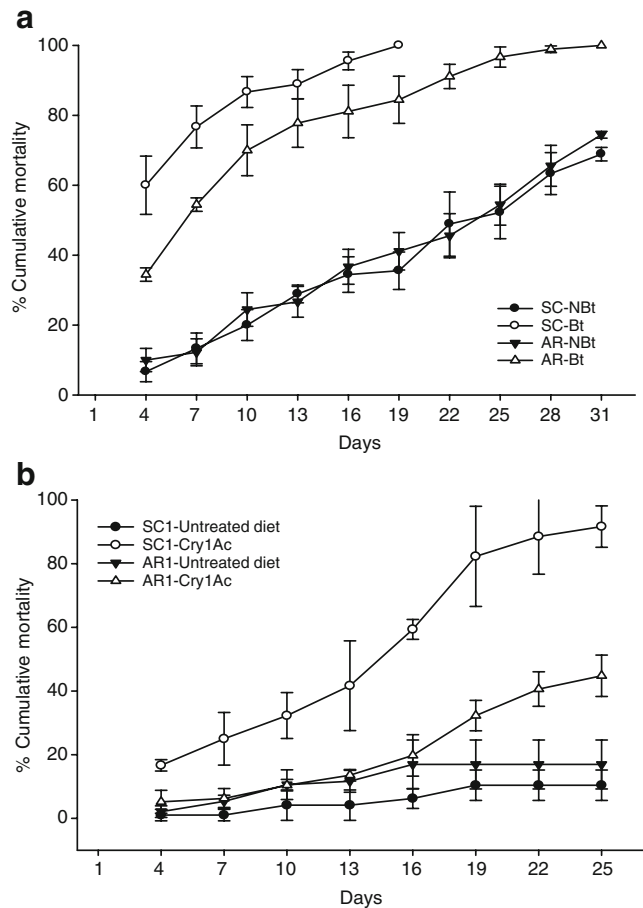 a
% Cumulative mortality
100
80
60
40
20
0
SC-NBt
SC-Bt
AR-NBt
AR-Bt
1 4 7 10 13 16 19 22 25 28 31
Days
b
% Cumulative mortality
100
80
60
40
20
0
SC1-Untreated diet
SC1-Cry1Ac
AR1-Untreated diet
AR1-Cry1Ac
1 4 7 10 13 16 19 22 25
Days